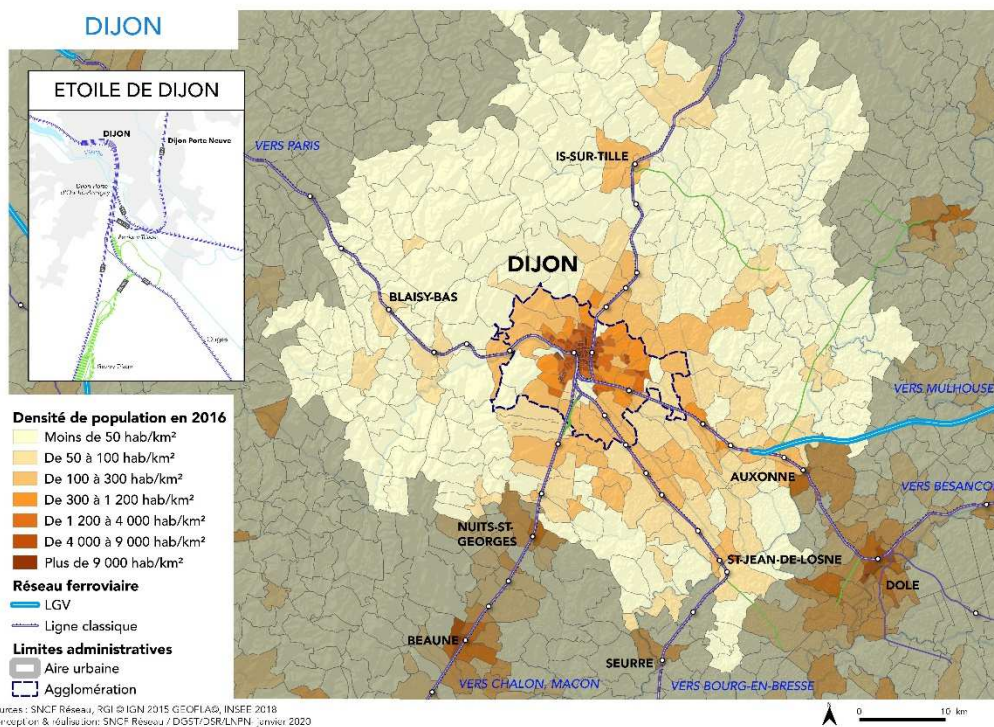 DIJON
ETOILE DE DIJON
DIJON
Dijon Porte Neuve
VERS PARIS
IS-SUR-TILLE
DIJON
BLAISY-BAS
VERS MULHOUSE
AUXONNE
VERS BESANCON
NUITS-ST-
GEORGES
ST-JEAN-DE-LOSNE
DOLE
BEAUNE
SEURRE
VERS CHALON, MACON
VERS BOURG-EN-BRESSE
Densité de population en 2016
Moins de 50 hab/km²
De 50 à 100 hab/km²
De 100 à 300 hab/km²
De 300 à 1 200 hab/km²
De 1 200 à 4 000 hab/km²
De 4 000 à 9 000 hab/km²
Plus de 9 000 hab/km²
Réseau ferroviaire
LGV
Ligne classique
Limites administratives
Aire urbaine
Agglomération
urces : SNCF Réseau, RGI © IGN 2015 GEOFLA®, INSEE 2018
nception & réalisation: SNCF Réseau / DGST/DSR/LNPN- janvier 2020
0 10 km